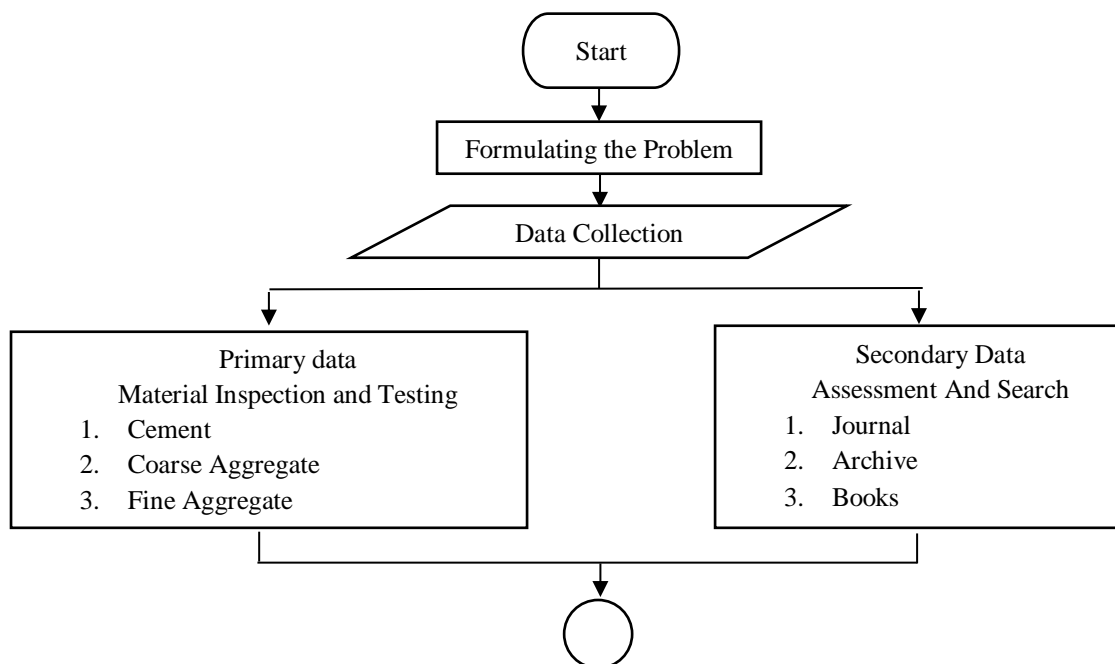 Start
Formulating the Problem
Data Collection
Primary data
Material Inspection and Testing
1. Cement
2. Coarse Aggregate
3. Fine Aggregate
Secondary Data
Assessment And Search
1. Journal
2. Archive
3. Books